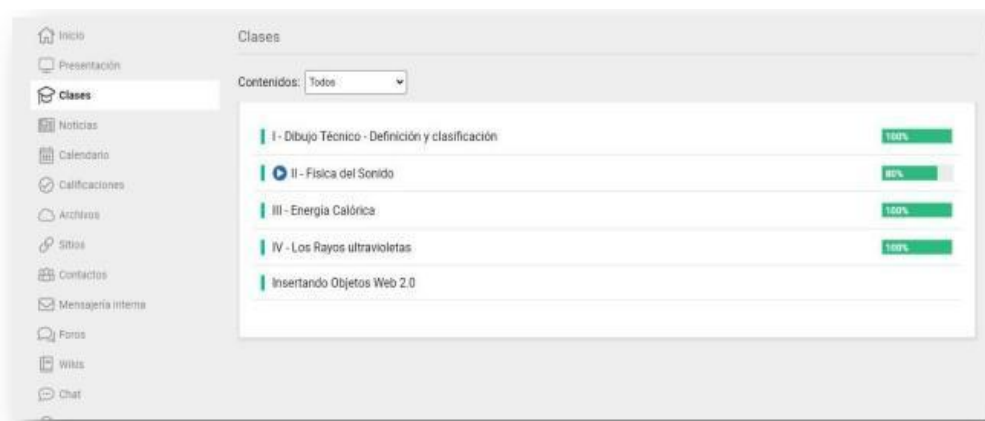 Inicio
Presentación
Clases
Noticias
Calendario
Calificaciones
Archivos
Sitios
Contactos
Mensajería interna
Foros
Wikis
Chat
Clases
Contenidos: Todos
I - Dibujo Técnico - Definición y clasificación 100%
II - Fisica del Sonido 80%
III - Energía Calórica 100%
IV - Los Rayos ultravioletas 100%
Insertando Objetos Web 2.0